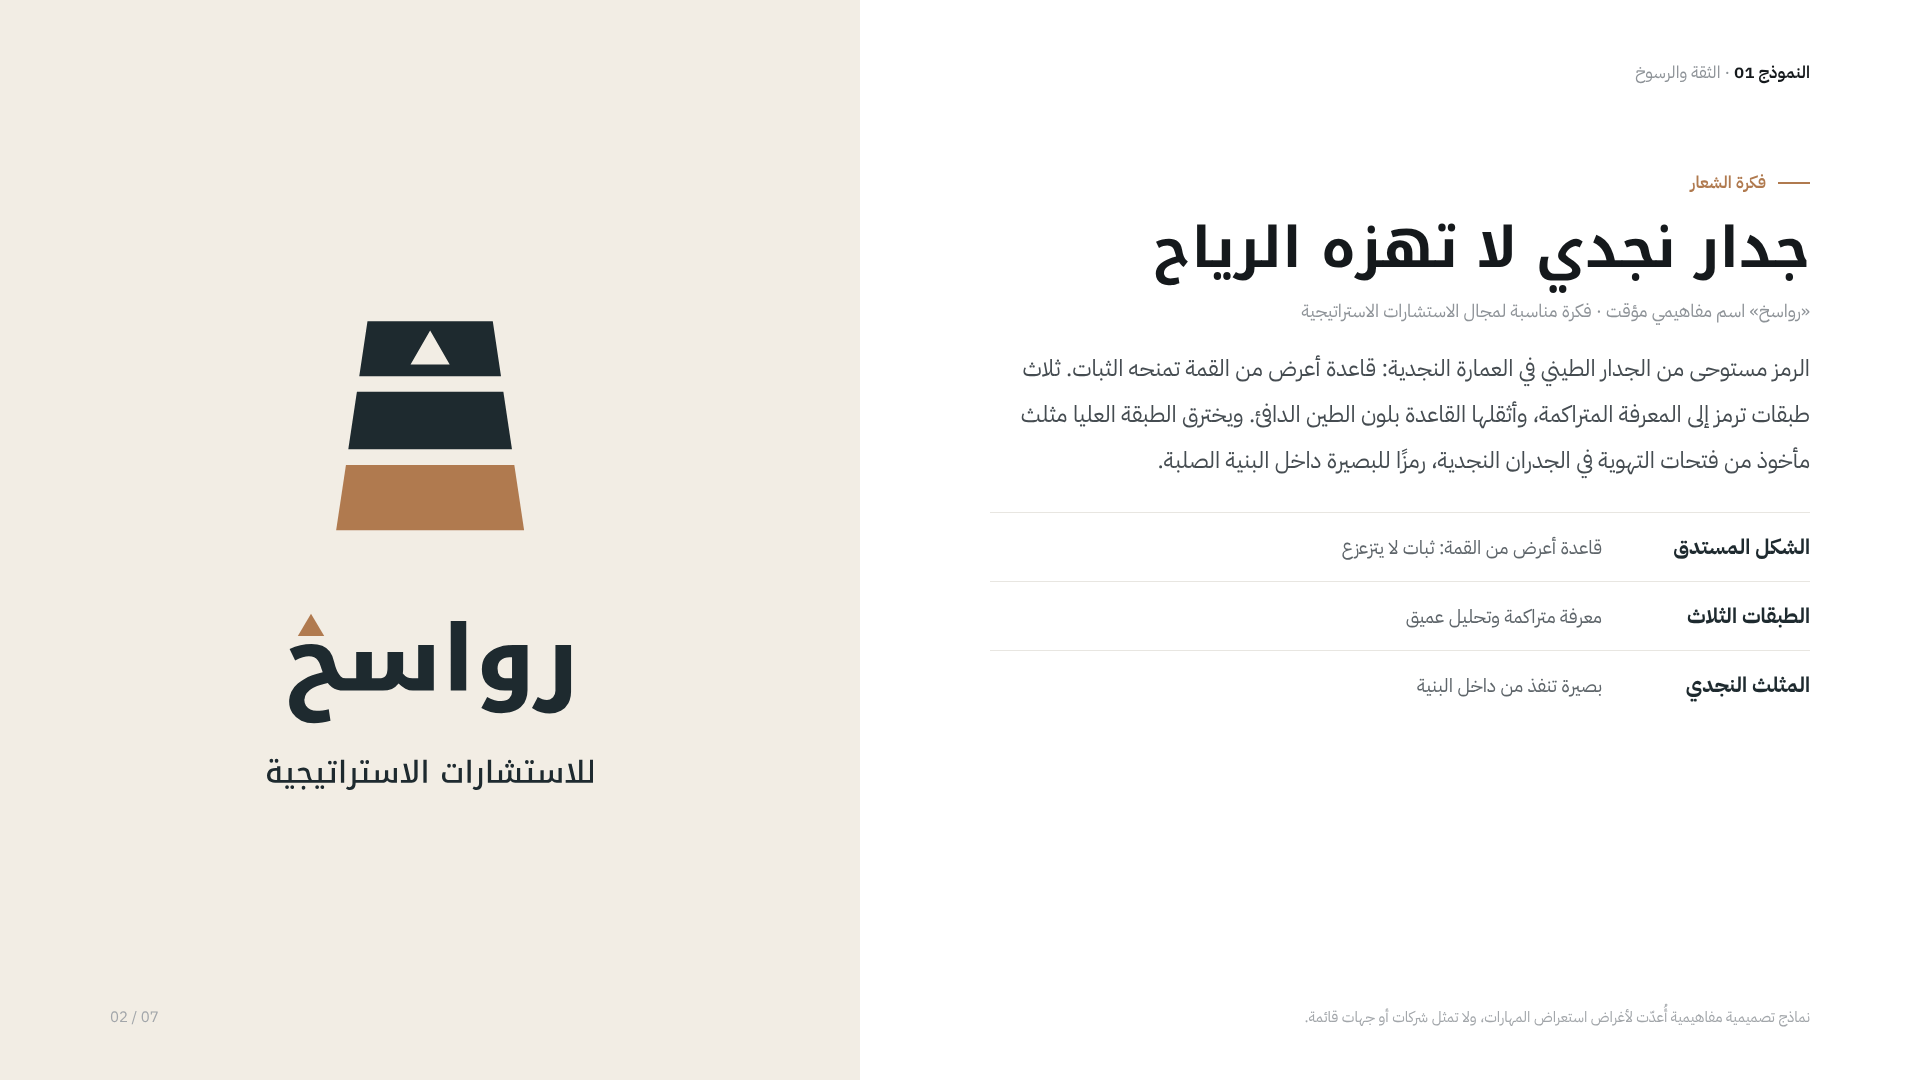 النموذج 01 · الثقة والرسوخ
فكرة الشعار
جدار نجدي لا تهزه الرياح
«رواسخ» اسم مفاهيمي مؤقت · فكرة مناسبة لمجال الاستشارات الاستراتيجية
الرمز مستوحى من الجدار الطيني في العمارة النجدية: قاعدة أعرض من القمة تمنحه الثبات. ثلاث
طبقات ترمز إلى المعرفة المتراكمة، وأثقلها القاعدة بلون الطين الدافئ. ويخترق الطبقة العليا مثلث
مأخوذ من فتحات التهوية في الجدران النجدية، رمزًا للبصيرة داخل البنية الصلبة.
الشكل المستدق
قاعدة أعرض من القمة: ثبات لا يتزعزع
الطبقات الثلاث
معرفة متراكمة وتحليل عميق
المثلث النجدي
بصيرة تنفذ من داخل البنية
رواسخ
للاستشارات الاستراتيجية
نماذج تصميمية مفاهيمية أُعدّت لأغراض استعراض المهارات، ولا تمثل شركات أو جهات قائمة.
02 / 07